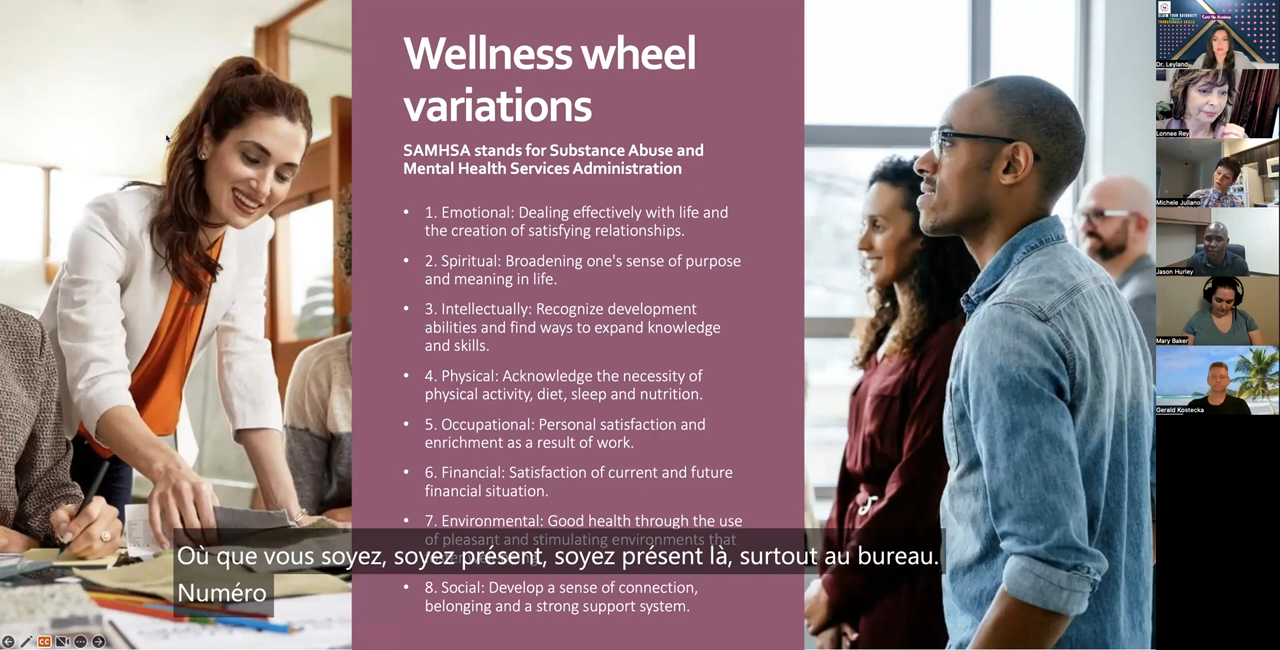 Wellness wheel
variations
SAMHSA stands for Substance Abuse and
Mental Health Services Administration
• 1. Emotional: Dealing effectively with life and
the creation of satisfying relationships.
• 2. Spiritual: Broadening one's sense of purpose
and meaning in life.
• 3. Intellectually: Recognize development
abilities and find ways to expand knowledge
and skills.
• 4. Physical: Acknowledge the necessity of
physical activity, diet, sleep and nutrition.
• 5. Occupational: Personal satisfaction and
enrichment as a result of work.
• 6. Financial: Satisfaction of current and future
financial situation.
• 7. Environmental: Good health through the use
of pleasant and stimulating environments that
• 8. Social: Develop a sense of connection,
belonging and a strong support system.
Où que vous soyez, soyez présent, soyez présent là, surtout au bureau.
Numéro
CC
CLAIM YOUR AUTHORITY
Dr. Leyland
Lonnee Rey
Michele Juliano
Jason Hurley
Mary Baker
Gerald Kostecka